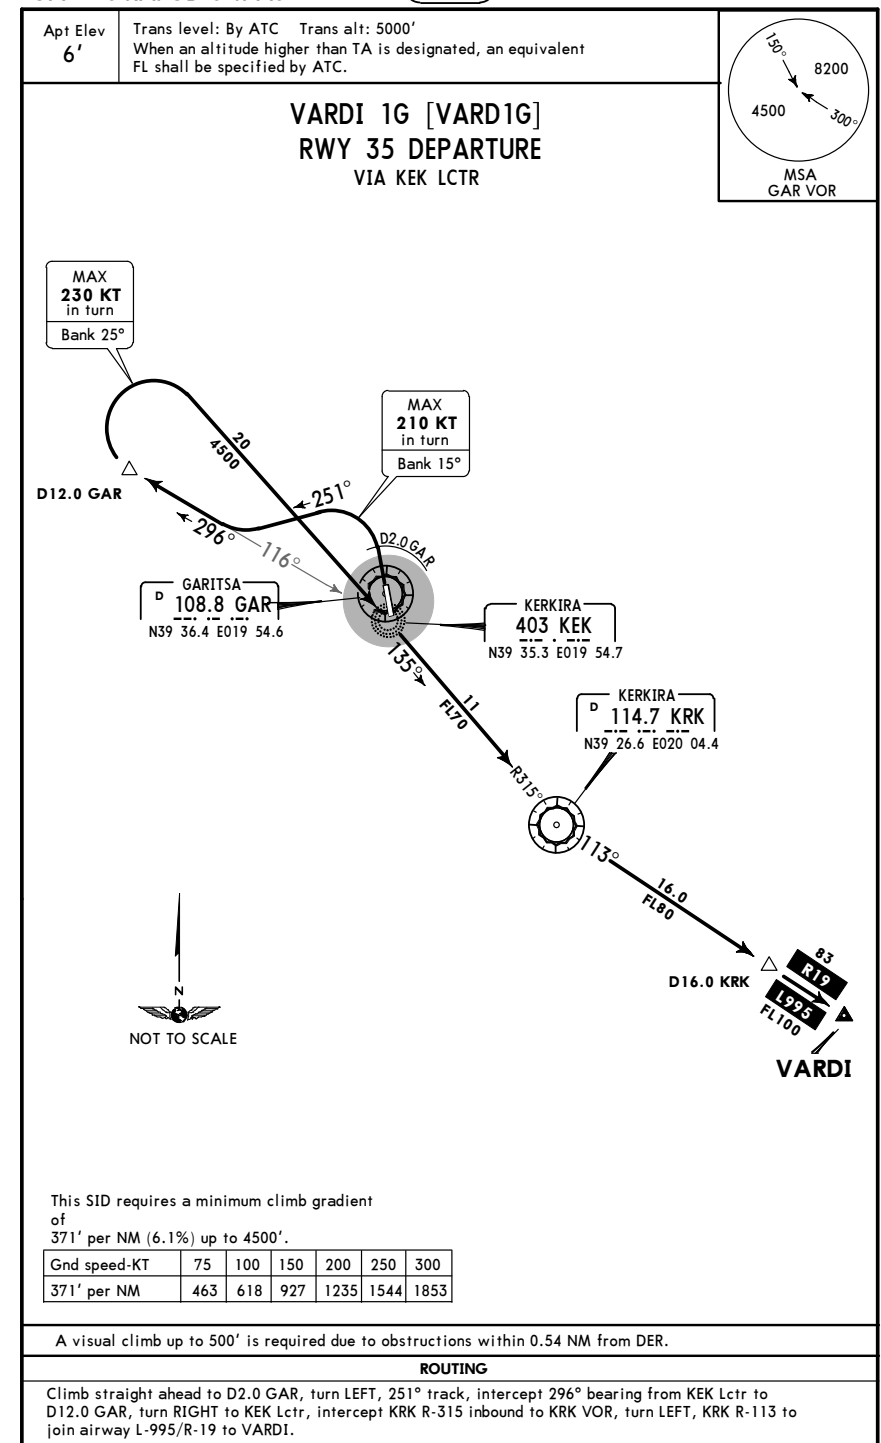 Apt Elev
6'
Trans level: By ATC Trans alt: 5000'
When an altitude higher than TA is designated, an equivalent
FL shall be specified by ATC.
150°
8200
4500
300°
MSA
GAR VOR
VARDI 1G [VARD1G]
RWY 35 DEPARTURE
VIA KEK LCTR
MAX
230 KT
in turn
Bank 25°
MAX
210 KT
in turn
Bank 15°
20
4500
D12.0 GAR
251°
296°
116°
D2.0 GAR
GARITSA
D 108.8 GAR
N39 36.4 E019 54.6
KERKIRA
403 KEK
N39 35.3 E019 54.7
135°
11
FL70
KERKIRA
D 114.7 KRK
N39 26.6 E020 04.4
R315°
113°
16.0
FL80
D16.0 KRK
83
R19
L995
FL100
VARDI
N
NOT TO SCALE
This SID requires a minimum climb gradient
of
371' per NM (6.1%) up to 4500'.
Gnd speed-KT 75 100 150 200 250 300
371' per NM 463 618 927 1235 1544 1853
A visual climb up to 500' is required due to obstructions within 0.54 NM from DER.
ROUTING
Climb straight ahead to D2.0 GAR, turn LEFT, 251° track, intercept 296° bearing from KEK Lctr to
D12.0 GAR, turn RIGHT to KEK Lctr, intercept KRK R-315 inbound to KRK VOR, turn LEFT, KRK R-113 to
join airway L-995/R-19 to VARDI.